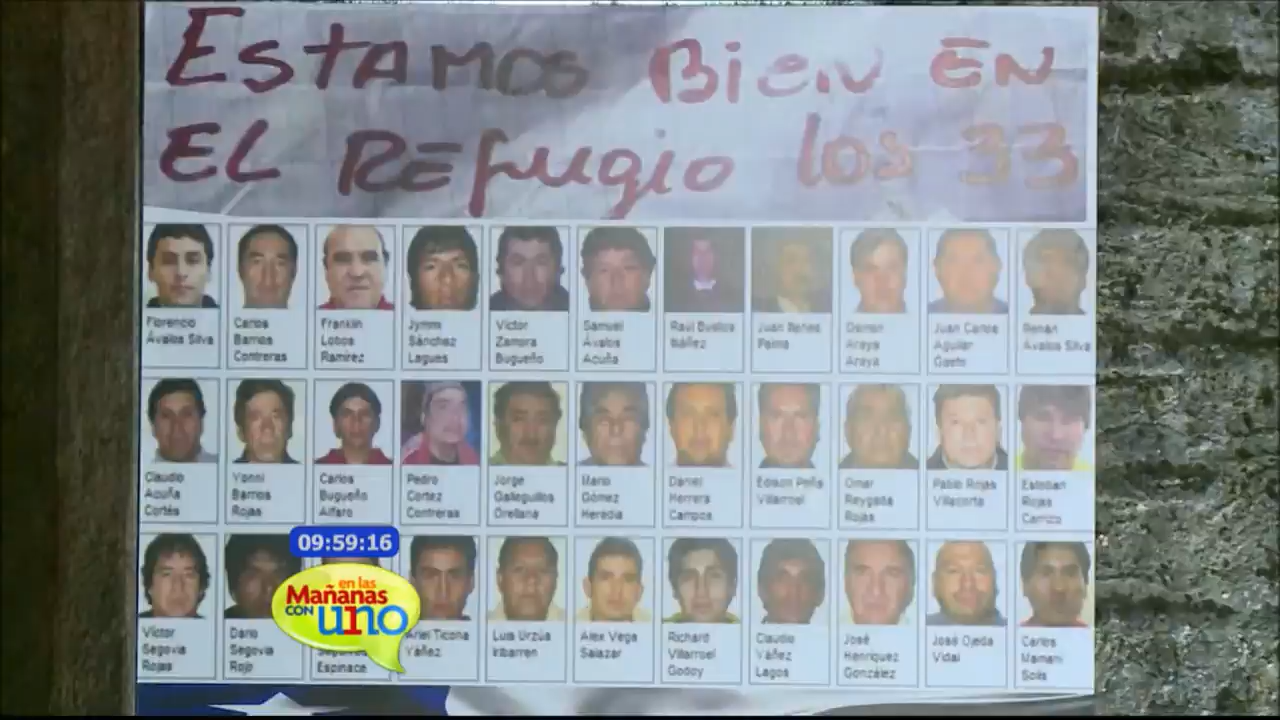 ESTAMOS Bien EN
EL REFugio los 33
Florencio
Ávalos Silva
Carlos
Barrios
Contreras
Franklin
Lobos
Ramírez
Jymmi
Sánchez
Lagues
Víctor
Zamora
Bugueño
Samuel
Ávalos
Acuña
Raúl Bustos
Ibáñez
Juan Illanes
Palma
Darían
Araya
Araya
Juan Carlos
Aguilar
Gaete
Renán
Ávalos Silva
Claudio
Acuña
Cortés
Yonni
Barrios
Rojas
Carlos
Bugueño
Alfaro
Pedro
Cortez
Contreras
Jorge
Galleguillos
Orellana
Mario
Gómez
Heredia
Daniel
Herrera
Campos
Edison Peña
Villarroel
Omar
Reygada
Rojas
Pablo Rojas
Villacorta
Esteban
Rojas
Carrizo
Víctor
Segovia
Rojas
Darío
Segovia
Rojo
Espinace
Ariel Ticona
Yáñez
Luis Urzúa
Iribarren
Alex Vega
Salazar
Richard
Villarroel
Godoy
Claudio
Yáñez
Lagos
José
Henríquez
González
José Ojeda
Vidal
Carlos
Mamani
Solís
09:59:16
en las
Mañanas
CON uno